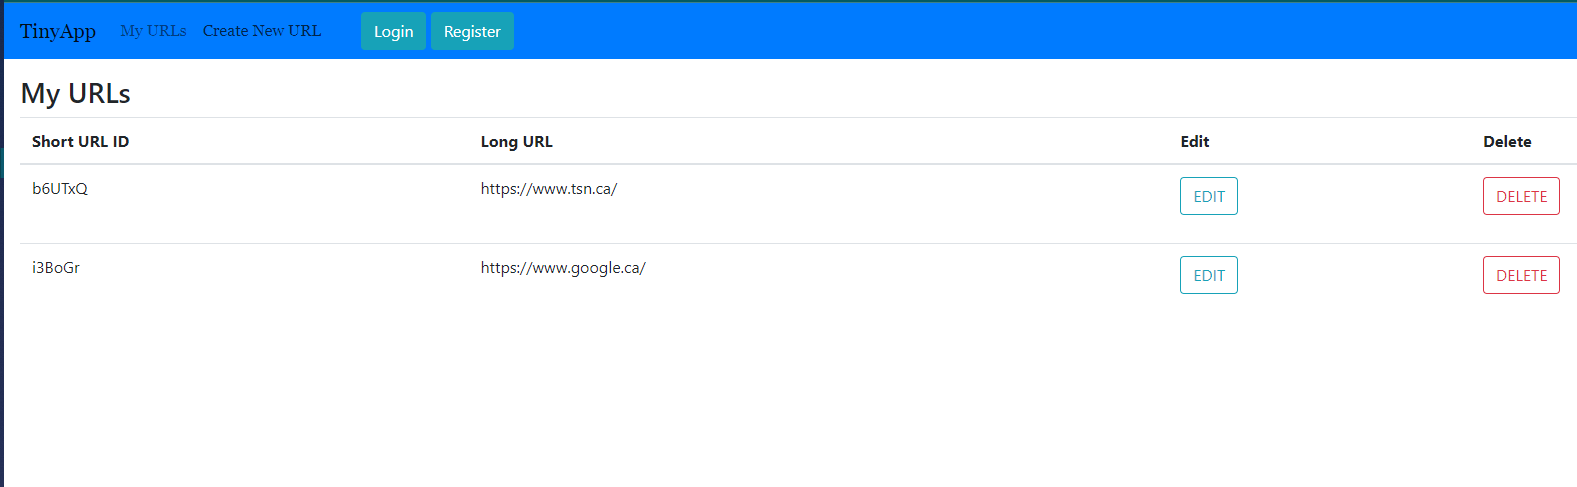 TinyApp My URLs Create New URL Login Register
My URLs
Short URL ID Long URL Edit Delete
b6UTxQ https://www.tsn.ca/ EDIT DELETE
i3BoGr https://www.google.ca/ EDIT DELETE